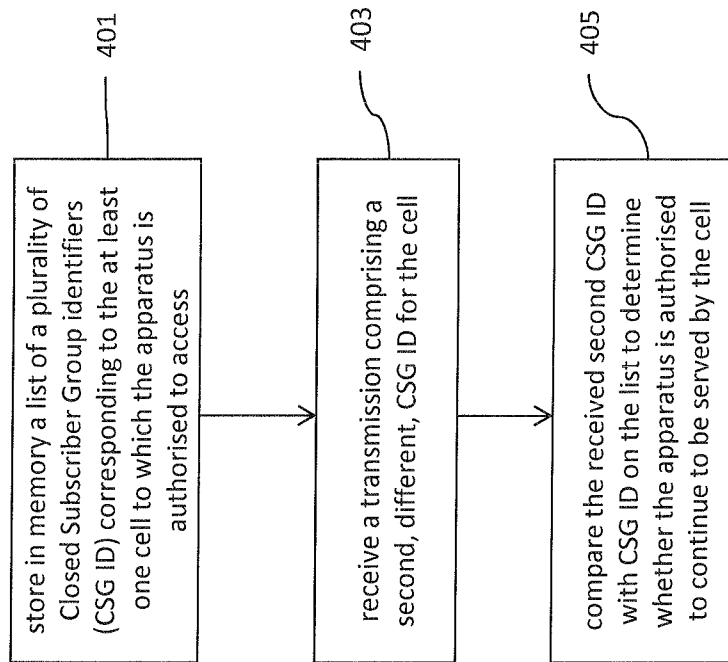 store in memory a list of a plurality of
Closed Subscriber Group identifiers
(CSG ID) corresponding to the at least
one cell to which the apparatus is
authorised to access
401
receive a transmission comprising a
second, different, CSG ID for the cell
403
compare the received second CSG ID
with CSG ID on the list to determine
whether the apparatus is authorised
to continue to be served by the cell
405